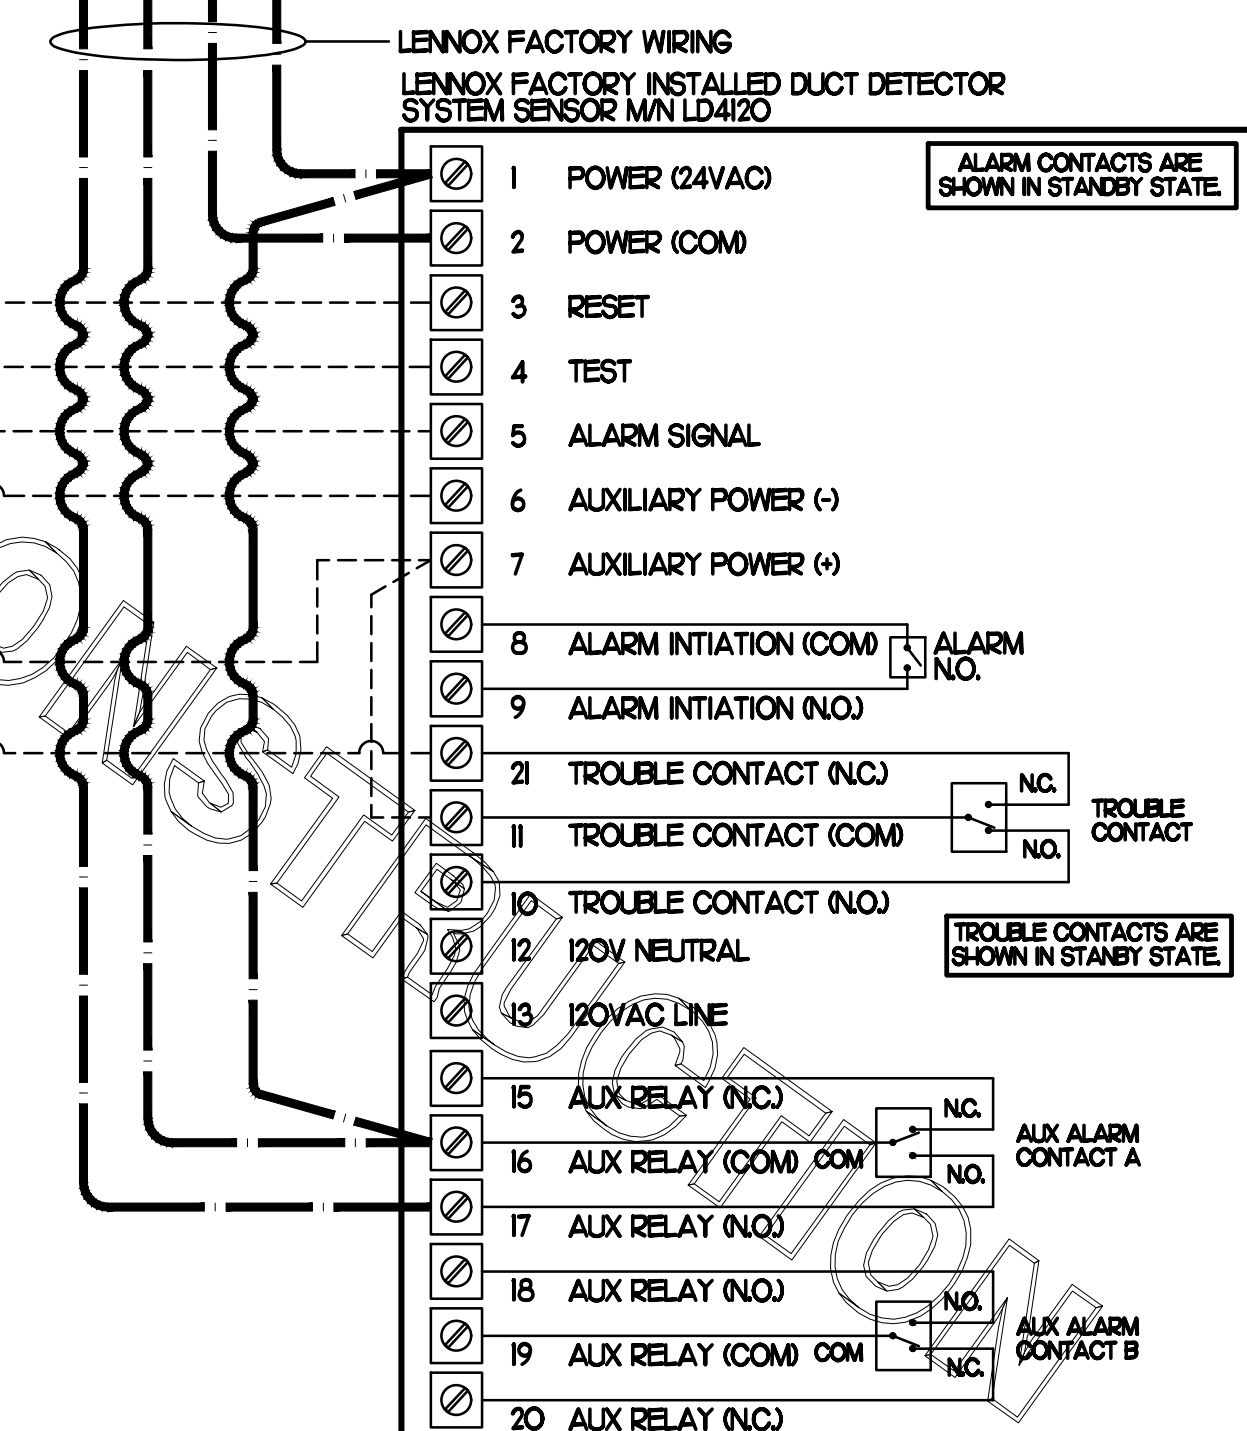 LENNOX FACTORY WIRING
LENNOX FACTORY INSTALLED DUCT DETECTOR
SYSTEM SENSOR M/N LD4120
ALARM CONTACTS ARE
SHOWN IN STANDBY STATE.
1 POWER (24VAC)
2 POWER (COM)
3 RESET
4 TEST
5 ALARM SIGNAL
6 AUXILIARY POWER (-)
7 AUXILIARY POWER (+)
8 ALARM INTIATION (COM)
ALARM
N.O.
9 ALARM INTIATION (N.O.)
21 TROUBLE CONTACT (N.C.)
N.C.
TROUBLE
CONTACT
11 TROUBLE CONTACT (COM)
N.O.
10 TROUBLE CONTACT (N.O.)
TROUBLE CONTACTS ARE
SHOWN IN STANBY STATE.
12 120V NEUTRAL
13 120VAC LINE
15 AUX RELAY (N.C.)
N.C.
AUX ALARM
CONTACT A
16 AUX RELAY (COM) COM
N.O.
17 AUX RELAY (N.O.)
18 AUX RELAY (N.O.)
N.O.
AUX ALARM
CONTACT B
19 AUX RELAY (COM) COM
N.C.
20 AUX RELAY (N.C.)
ONSTRUCTION